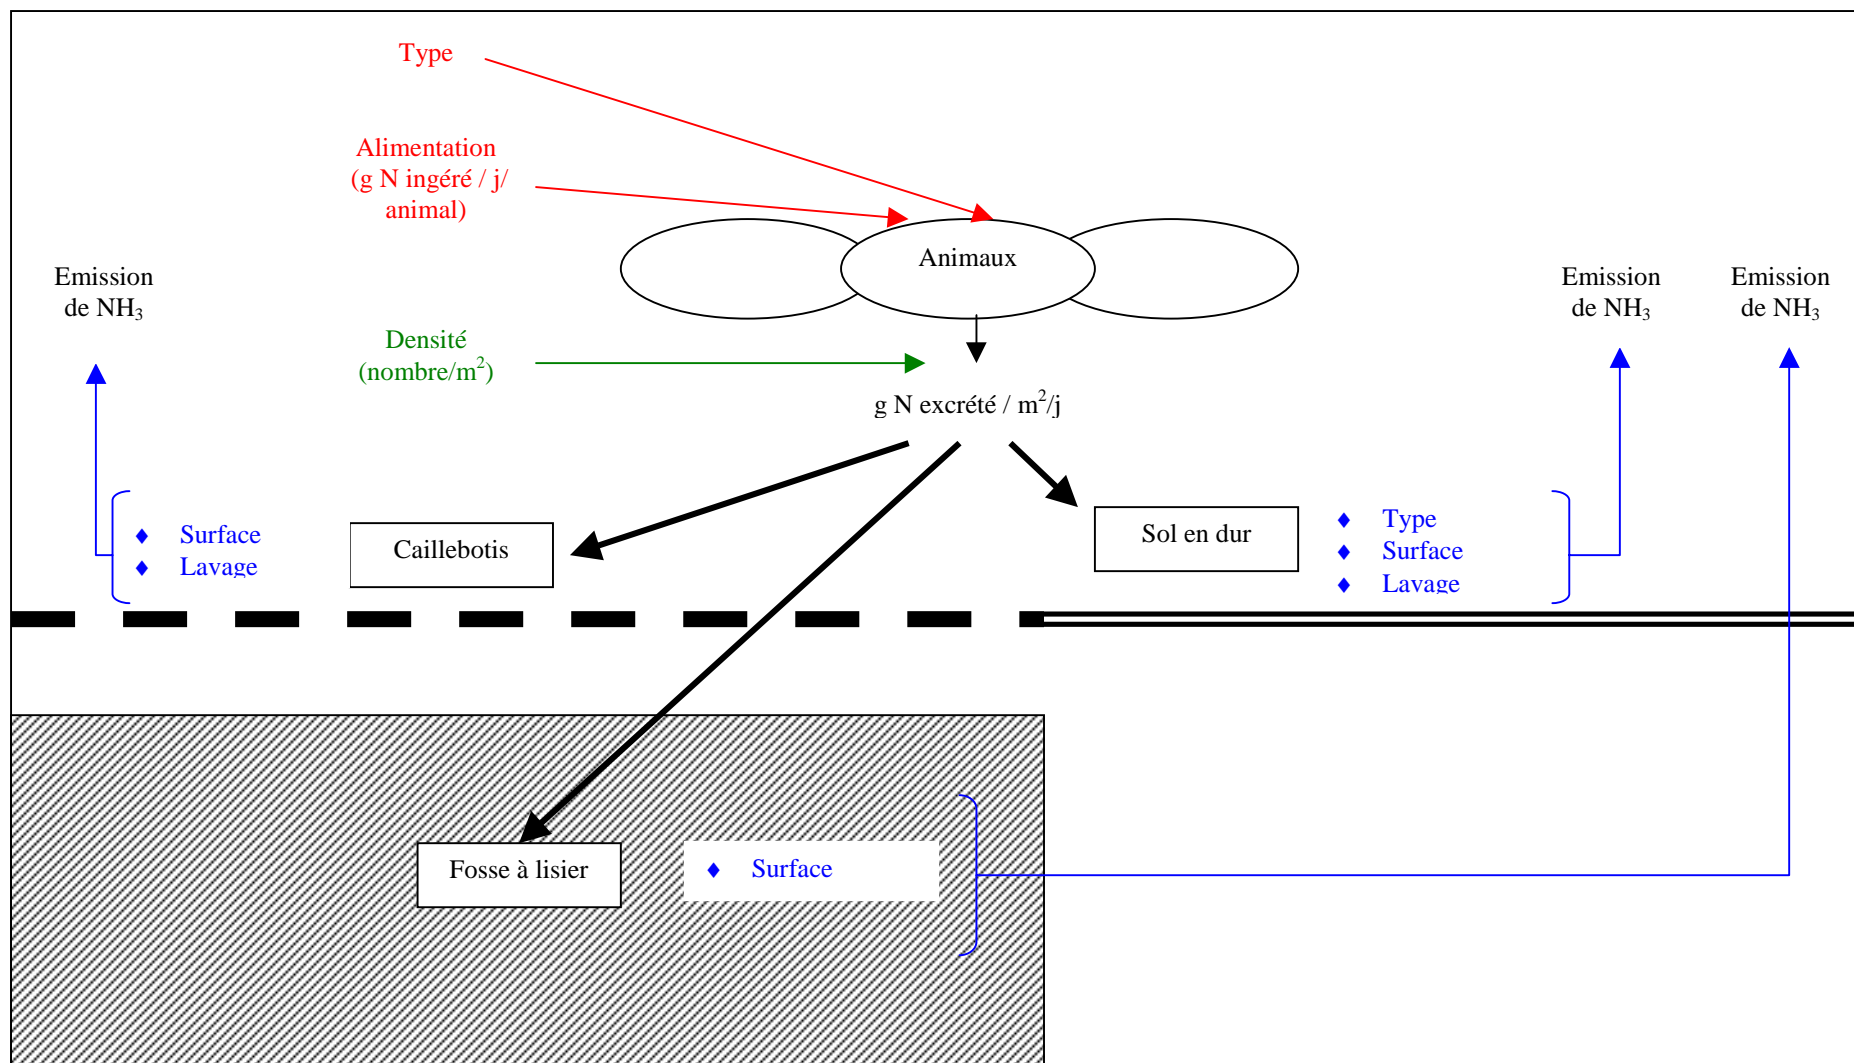 Type
Alimentation
(g N ingéré / j/
animal)
Animaux
Emission
de NH₃
Emission
de NH₃
Emission
de NH₃
Densité
(nombre/m²)
g N excrété / m²/j
♦ Surface
♦ Lavage
Caillebotis
Sol en dur
♦ Type
♦ Surface
♦ Lavage
Fosse à lisier
♦ Surface